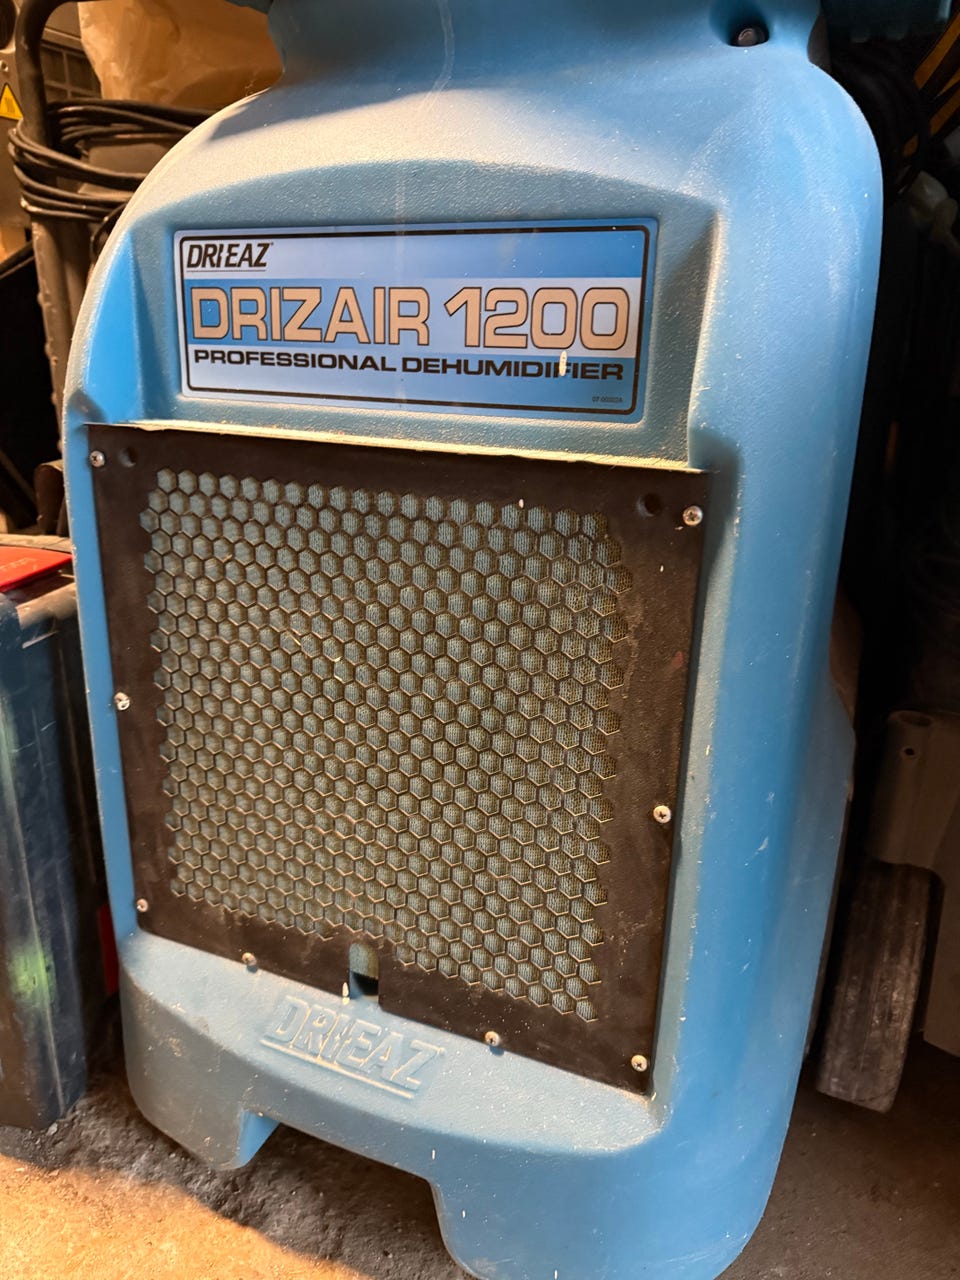 DRI-EAZ
DRIZAIR 1200
PROFESSIONAL DEHUMIDIFIER
DRI-EAZ